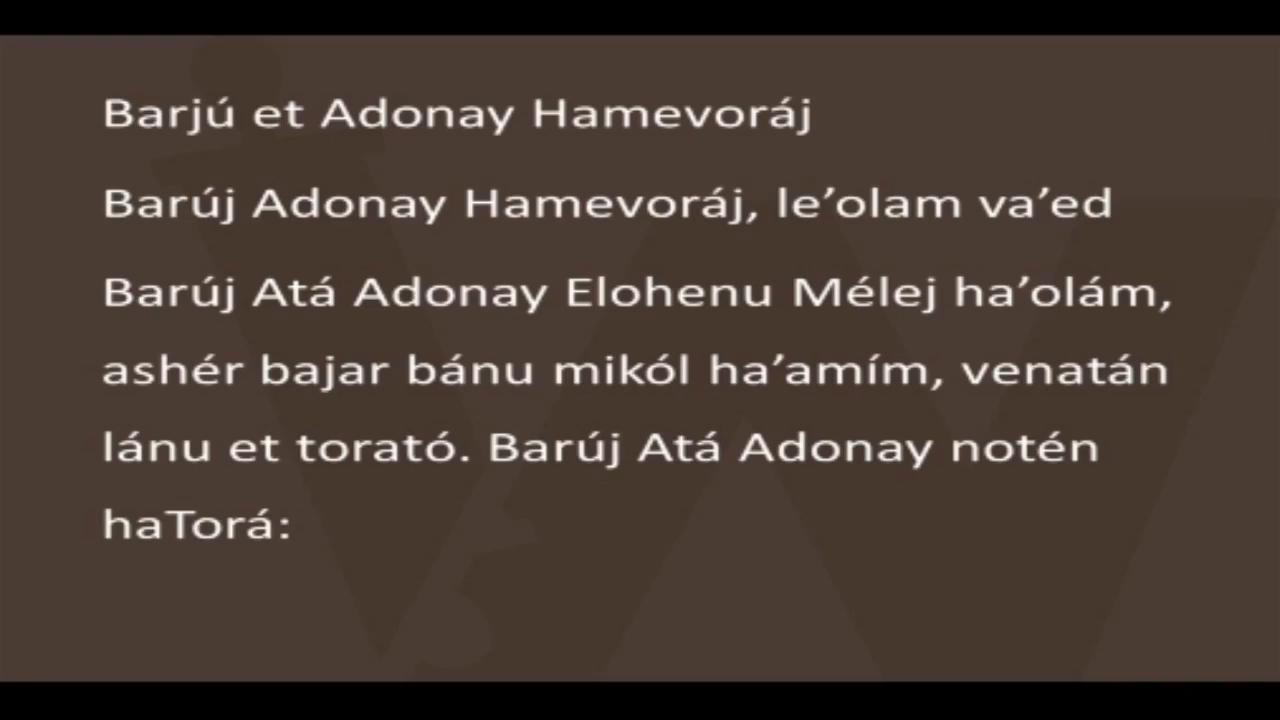 Barjú et Adonay Hamevoráj
Barúj Adonay Hamevoráj, le’olam va’ed
Barúj Atá Adonay Elohenu Mélej ha’olám,
ashér bajar bánu mikól ha’amím, venatán
lánu et torató. Barúj Atá Adonay notén
haTorá: